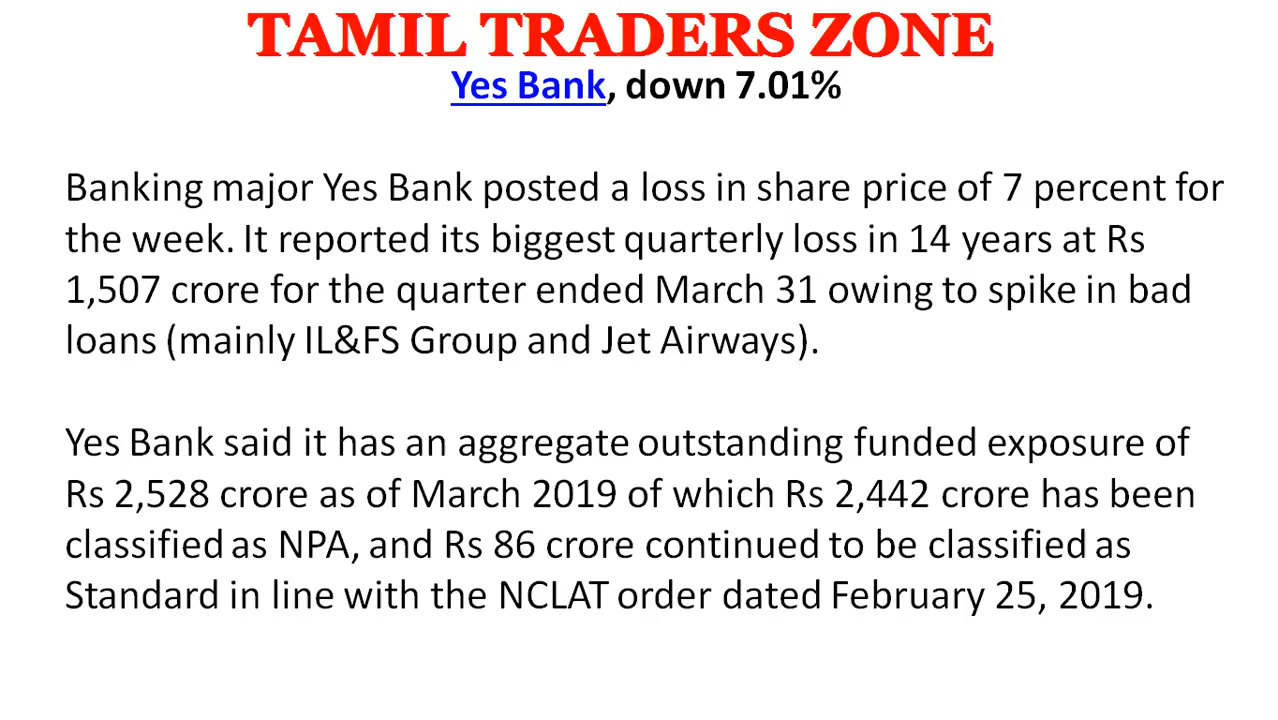 TAMIL TRADERS ZONE
Yes Bank, down 7.01%
Banking major Yes Bank posted a loss in share price of 7 percent for
the week. It reported its biggest quarterly loss in 14 years at Rs
1,507 crore for the quarter ended March 31 owing to spike in bad
loans (mainly IL&FS Group and Jet Airways).
Yes Bank said it has an aggregate outstanding funded exposure of
Rs 2,528 crore as of March 2019 of which Rs 2,442 crore has been
classified as NPA, and Rs 86 crore continued to be classified as
Standard in line with the NCLAT order dated February 25, 2019.